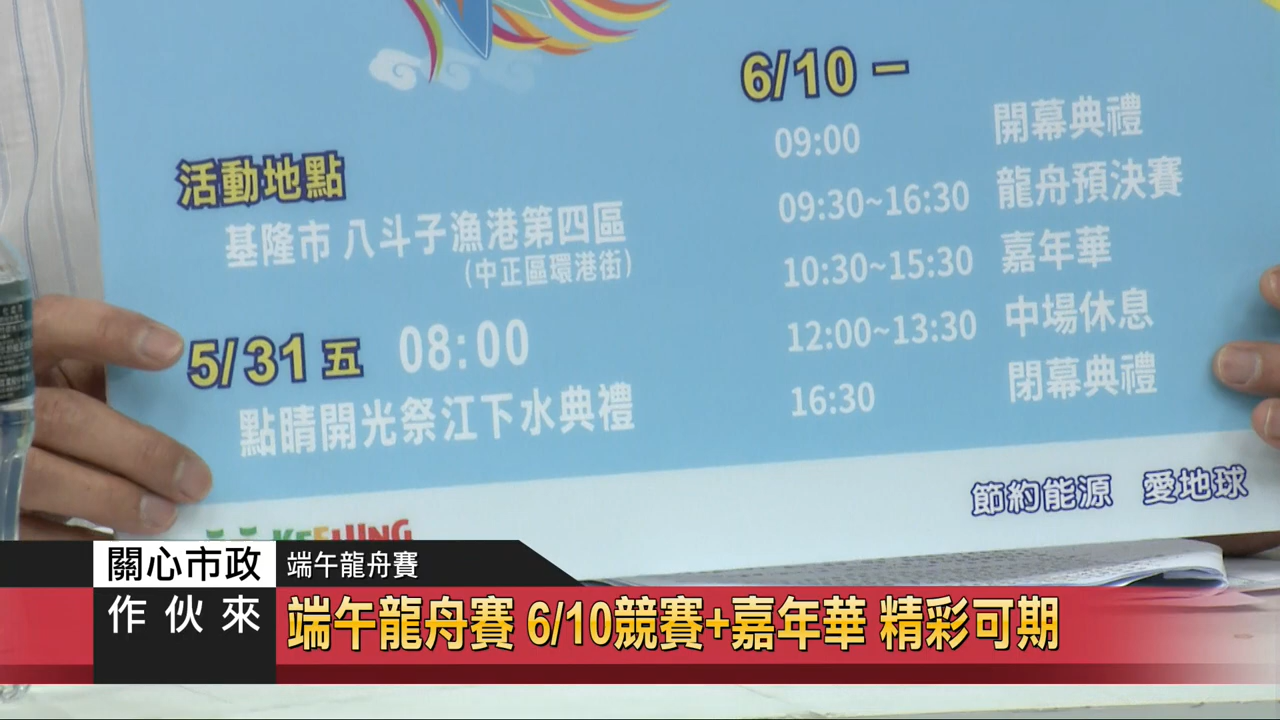 活動地點
基隆市 八斗子漁港第四區
(中正區環港街)
5/31 五 08:00
點睛開光祭江下水典禮
6/10 一
09:00 開幕典禮
09:30~16:30 龍舟預決賽
10:30~15:30 嘉年華
12:00~13:30 中場休息
16:30 閉幕典禮
節約能源 愛地球
KEELUNG
關心市政
作伙來
端午龍舟賽
端午龍舟賽 6/10競賽+嘉年華 精彩可期